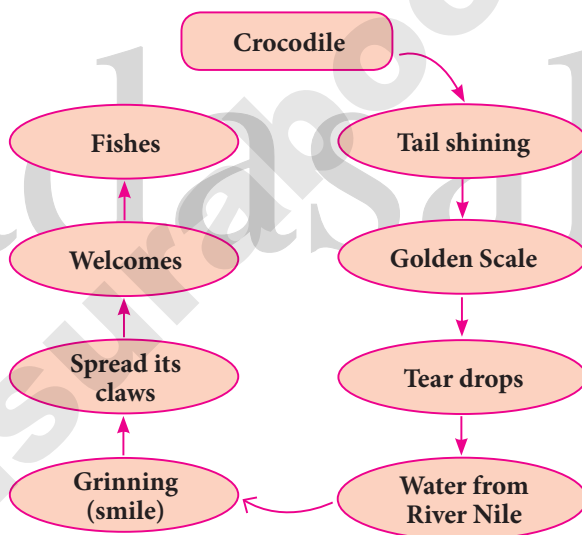 Crocodile
Tail shining
Golden Scale
Tear drops
Water from
River Nile
Grinning
(smile)
Spread its
claws
Welcomes
Fishes